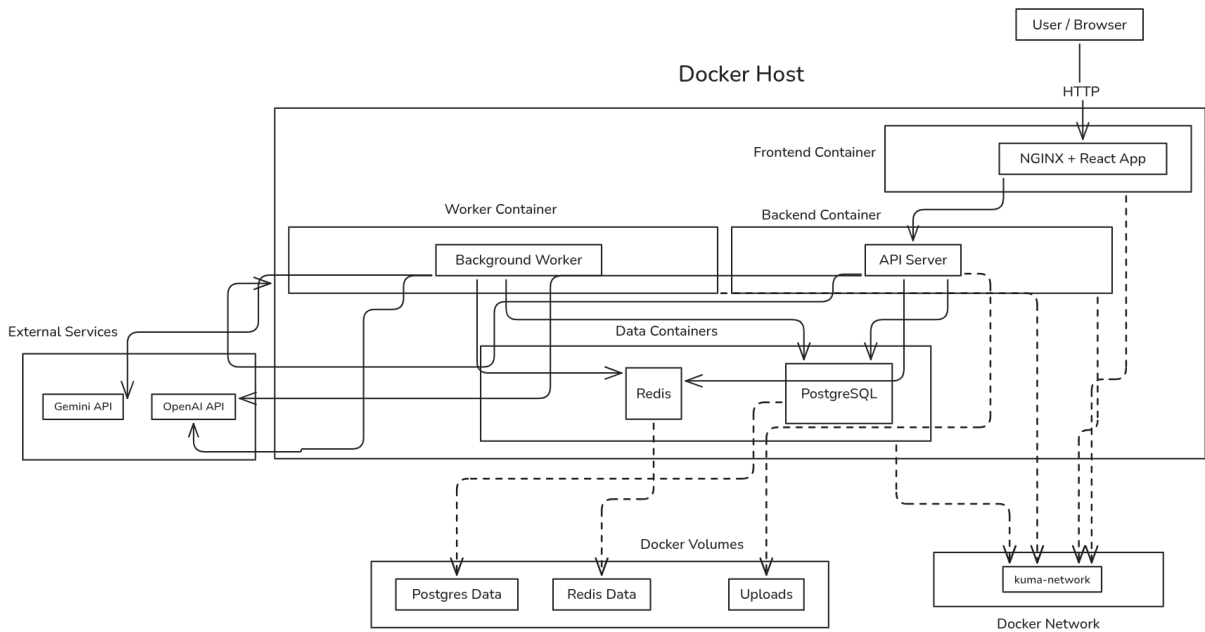 User / Browser
Docker Host
HTTP
Frontend Container
NGINX + React App
Worker Container
Backend Container
Background Worker
API Server
External Services
Data Containers
Gemini API
OpenAI API
Redis
PostgreSQL
Docker Volumes
Postgres Data
Redis Data
Uploads
kuma-network
Docker Network